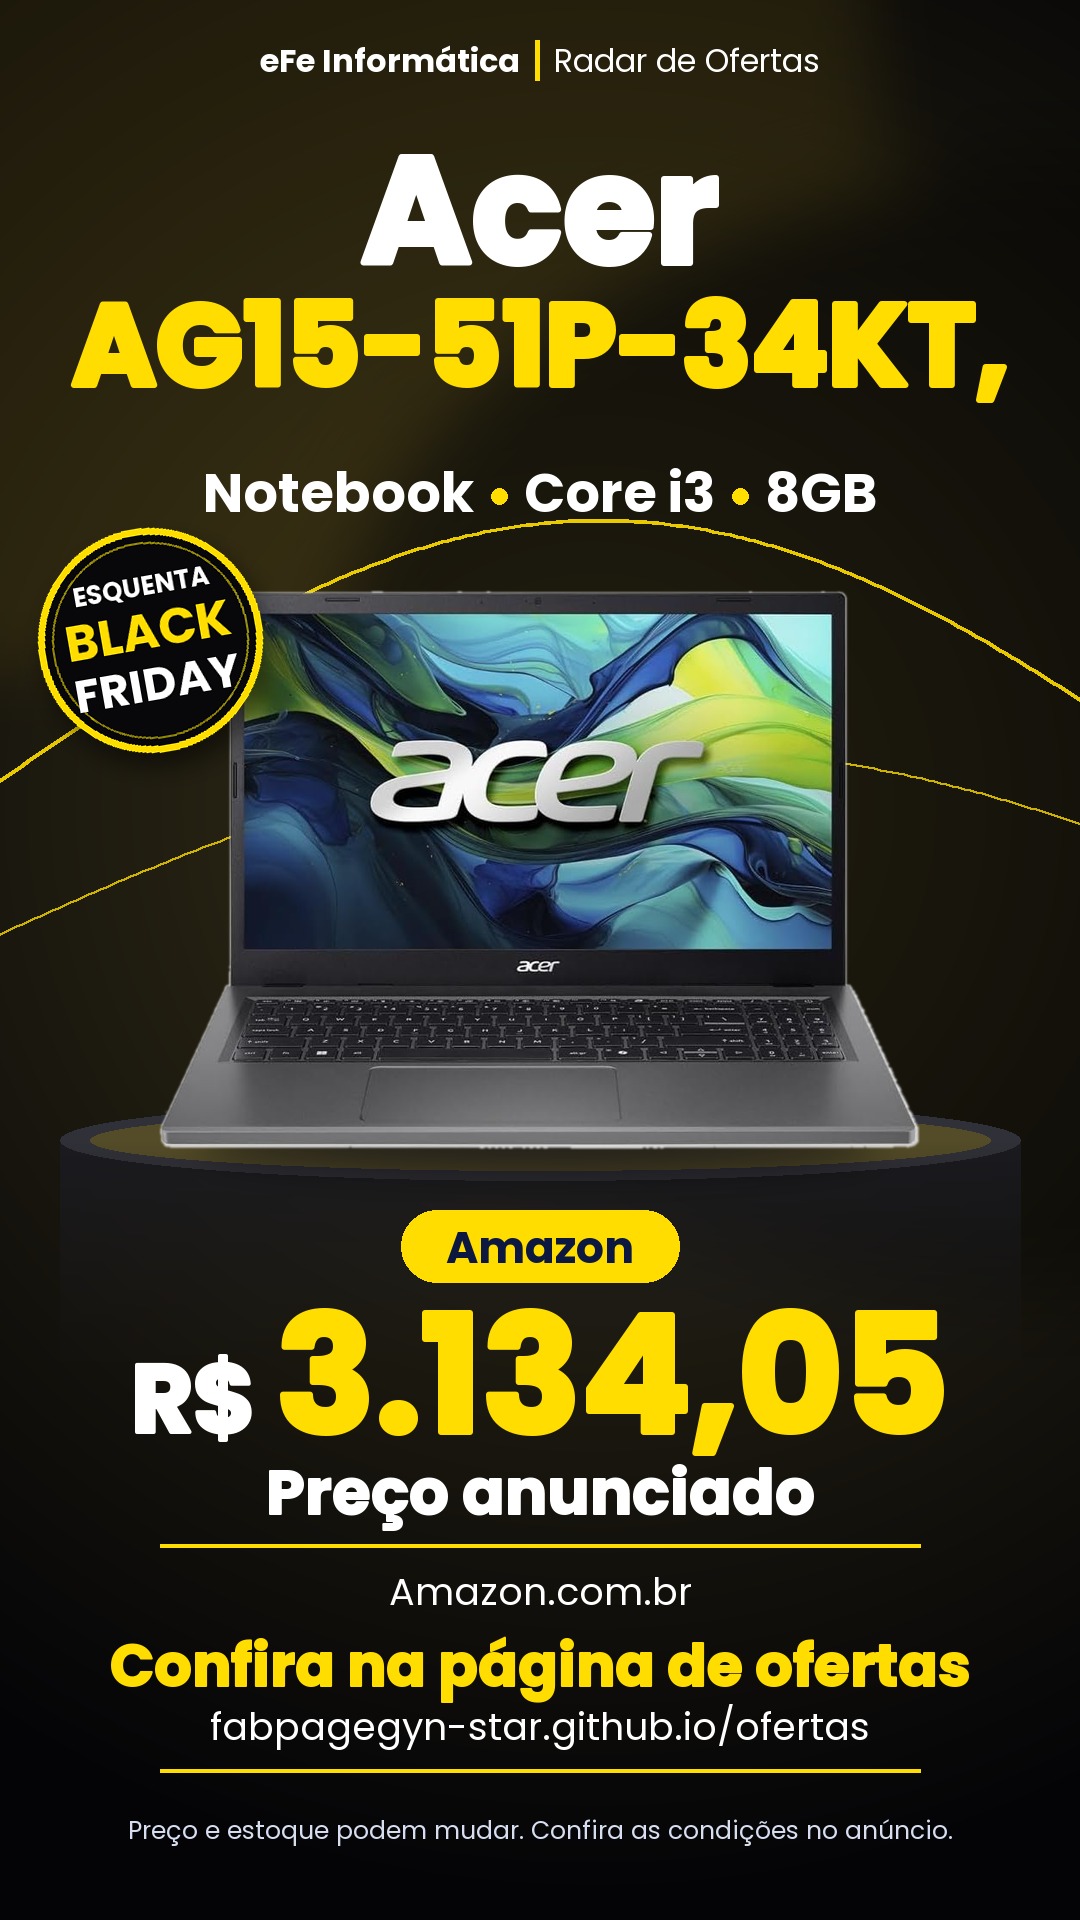 eFe Informática | Radar de Ofertas
Acer
AG15-51P-34KT,
Notebook • Core i3 • 8GB
ESQUENTA
BLACK
FRIDAY
acer
acer
Amazon
R$ 3.134,05
Preço anunciado
Amazon.com.br
Confira na página de ofertas
fabpagegyn-star.github.io/ofertas
Preço e estoque podem mudar. Confira as condições no anúncio.